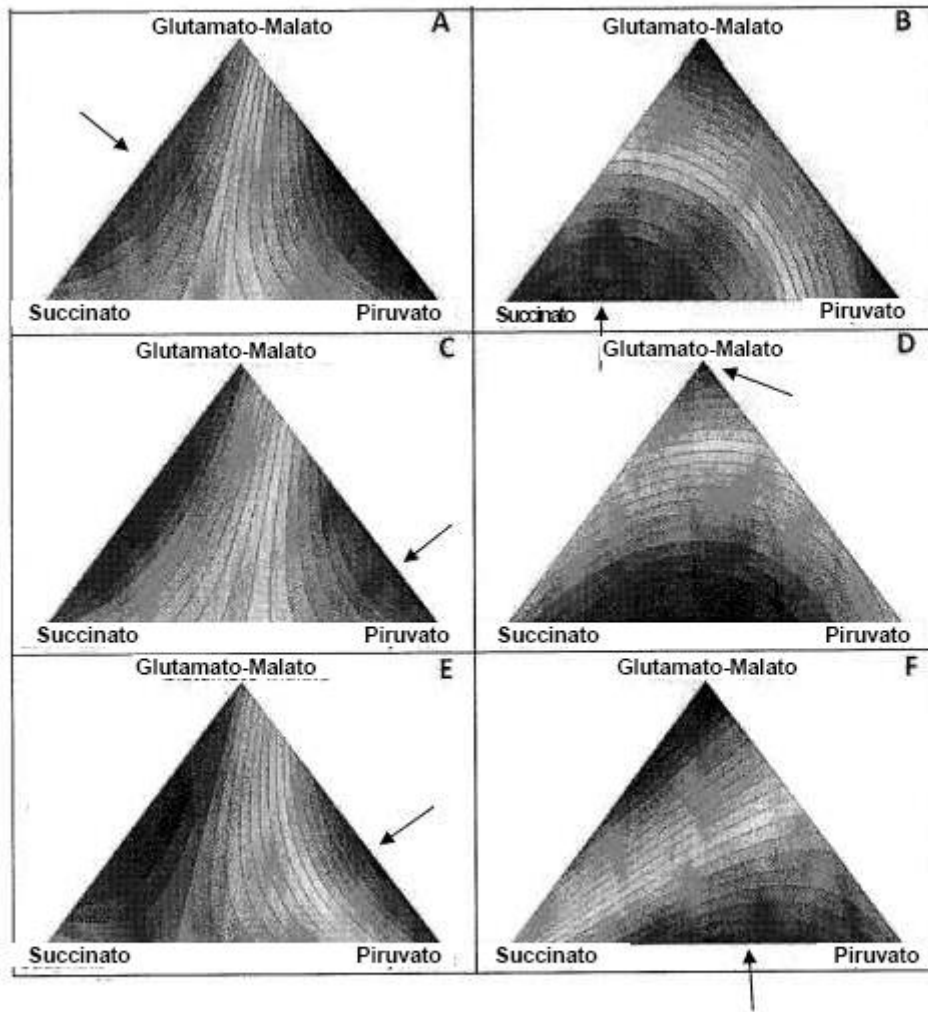 Glutamato-Malato A
Succinato Piruvato
Glutamato-Malato B
Succinato Piruvato
Glutamato-Malato C
Succinato Piruvato
Glutamato-Malato D
Succinato Piruvato
Glutamato-Malato E
Succinato Piruvato
Glutamato-Malato F
Succinato Piruvato